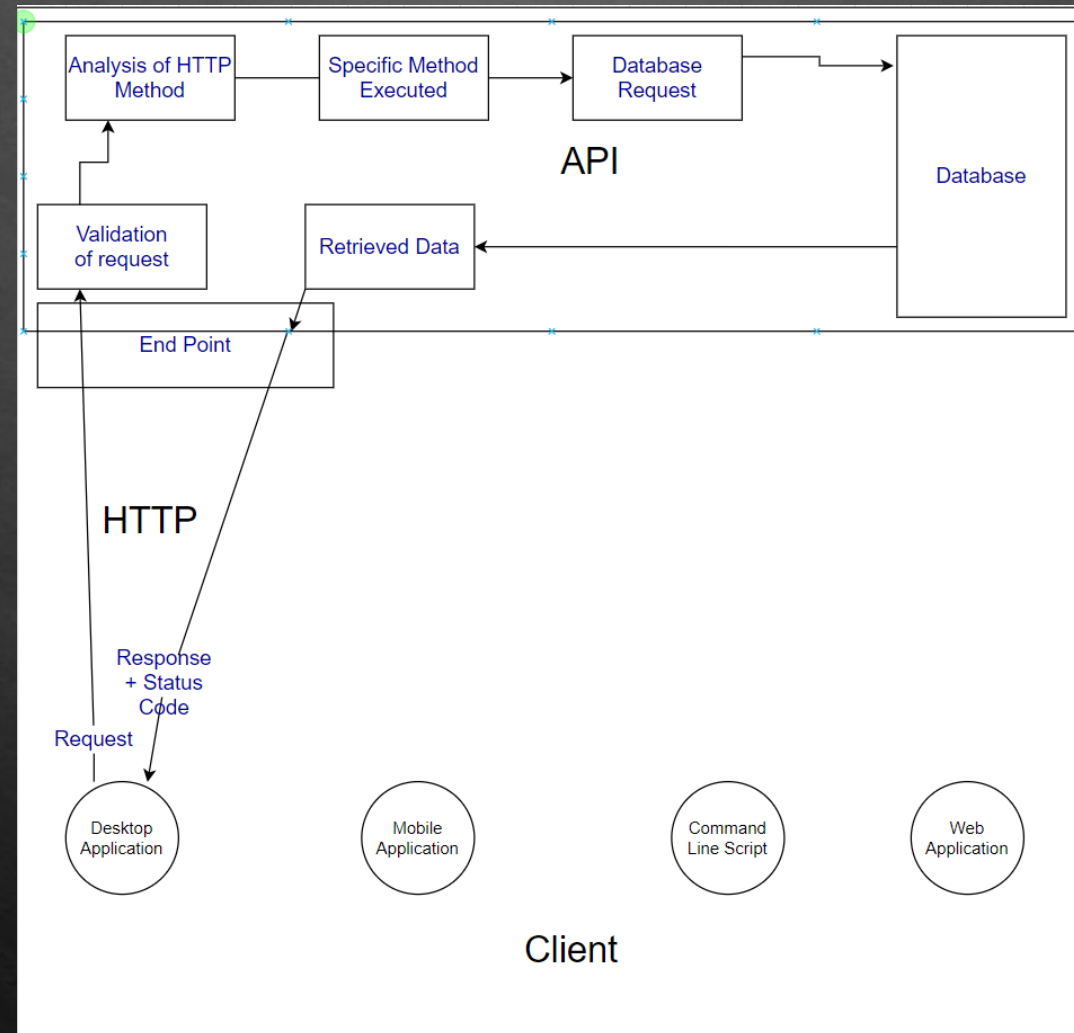 Analysis of HTTP
Method
Specific Method
Executed
Database
Request
API
Database
Validation
of request
Retrieved Data
End Point
HTTP
Response
+ Status
Code
Request
Desktop
Application
Mobile
Application
Command
Line Script
Web
Application
Client